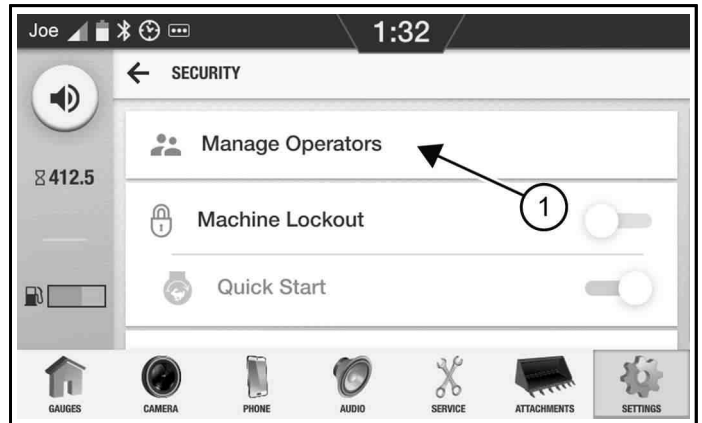 Joe 1:32
SECURITY
Manage Operators
412.5
1
Machine Lockout
Quick Start
GAUGES CAMERA PHONE AUDIO SERVICE ATTACHMENTS SETTINGS